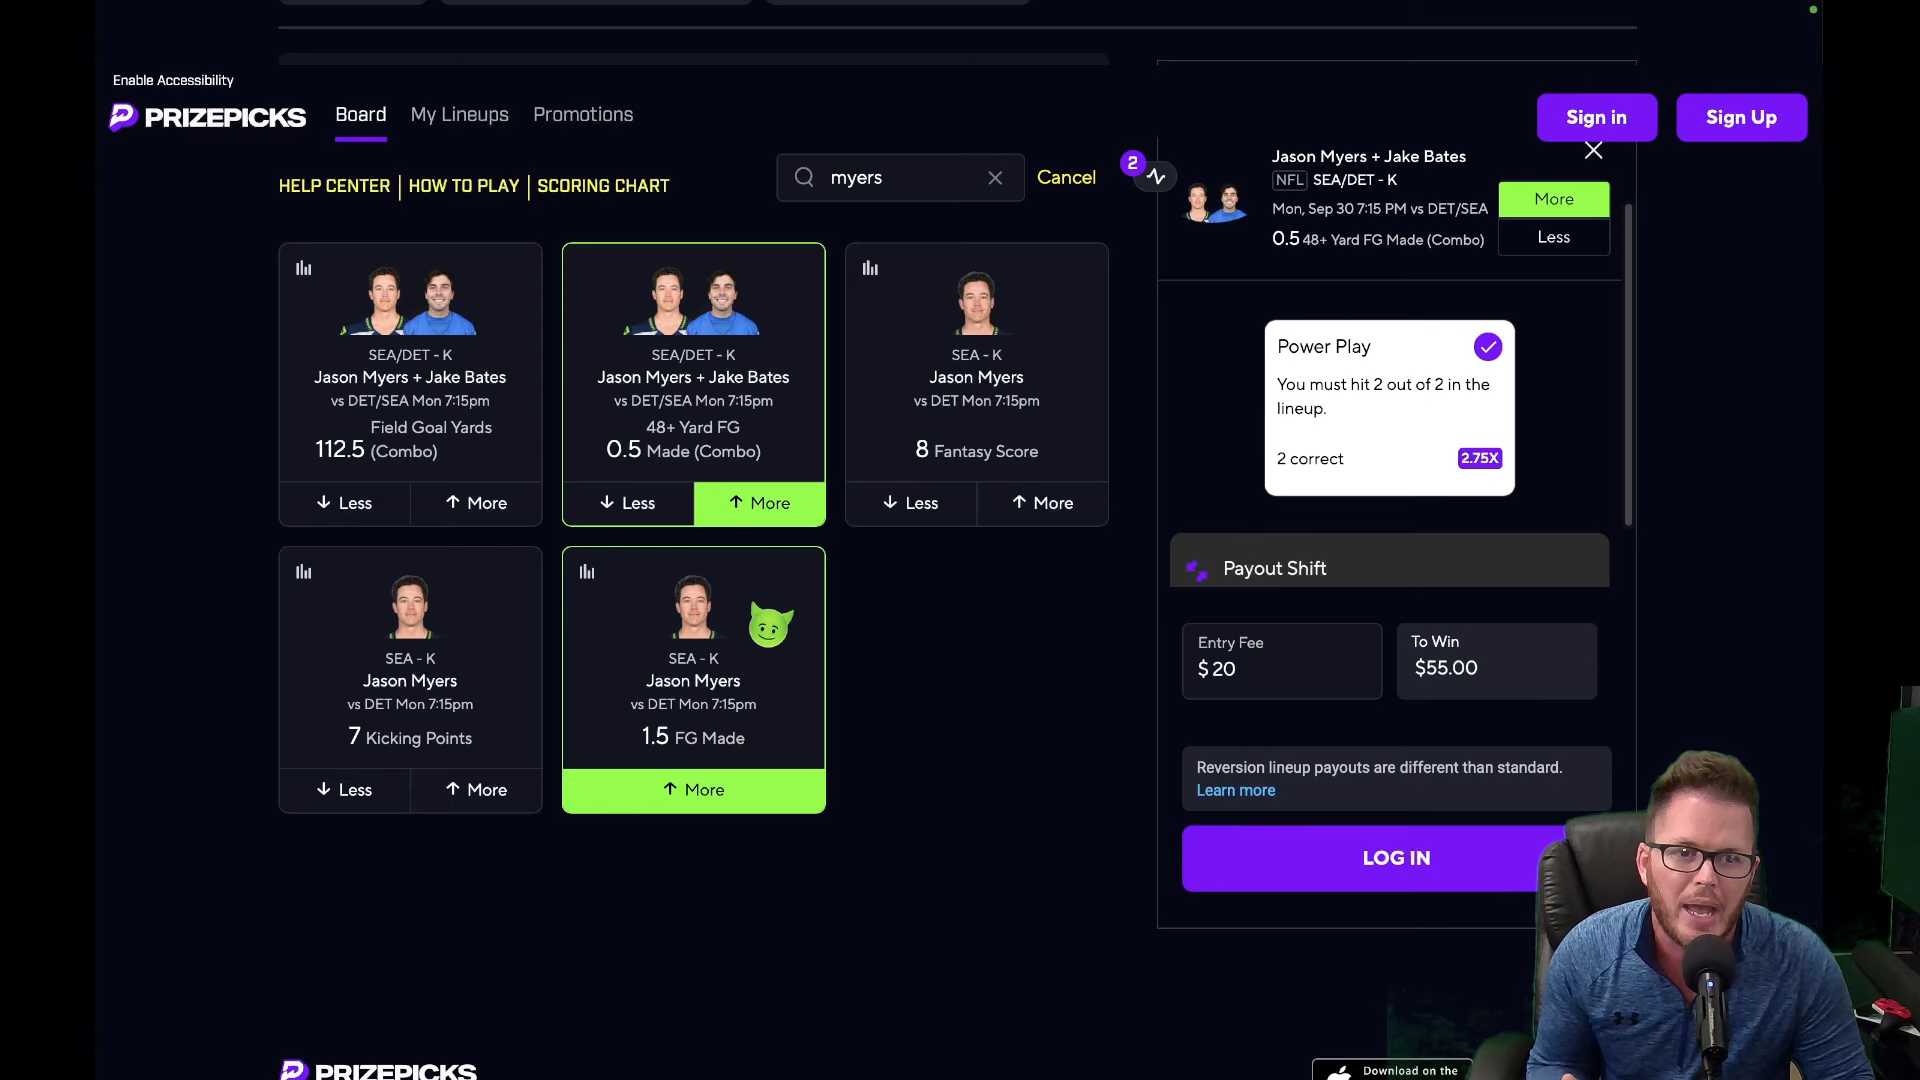 Enable Accessibility
PRIZEPICKS
Board
My Lineups
Promotions
Sign in
Sign Up
HELP CENTER
HOW TO PLAY
SCORING CHART
myers
Cancel
2
SEA/DET - K
Jason Myers + Jake Bates
vs DET/SEA Mon 7:15pm
112.5 Field Goal Yards
(Combo)
Less
More
SEA/DET - K
Jason Myers + Jake Bates
vs DET/SEA Mon 7:15pm
0.5 48+ Yard FG
Made (Combo)
Less
More
SEA - K
Jason Myers
vs DET Mon 7:15pm
8 Fantasy Score
Less
More
SEA - K
Jason Myers
vs DET Mon 7:15pm
7 Kicking Points
Less
More
SEA - K
Jason Myers
vs DET Mon 7:15pm
1.5 FG Made
More
Jason Myers + Jake Bates
NFL SEA/DET - K
Mon, Sep 30 7:15 PM vs DET/SEA
0.5 48+ Yard FG Made (Combo)
More
Less
Power Play
You must hit 2 out of 2 in the
lineup.
2 correct
2.75X
Payout Shift
Entry Fee
$ 20
To Win
$55.00
Reversion lineup payouts are different than standard.
Learn more
LOG IN
PRIZEPICKS
Download on the